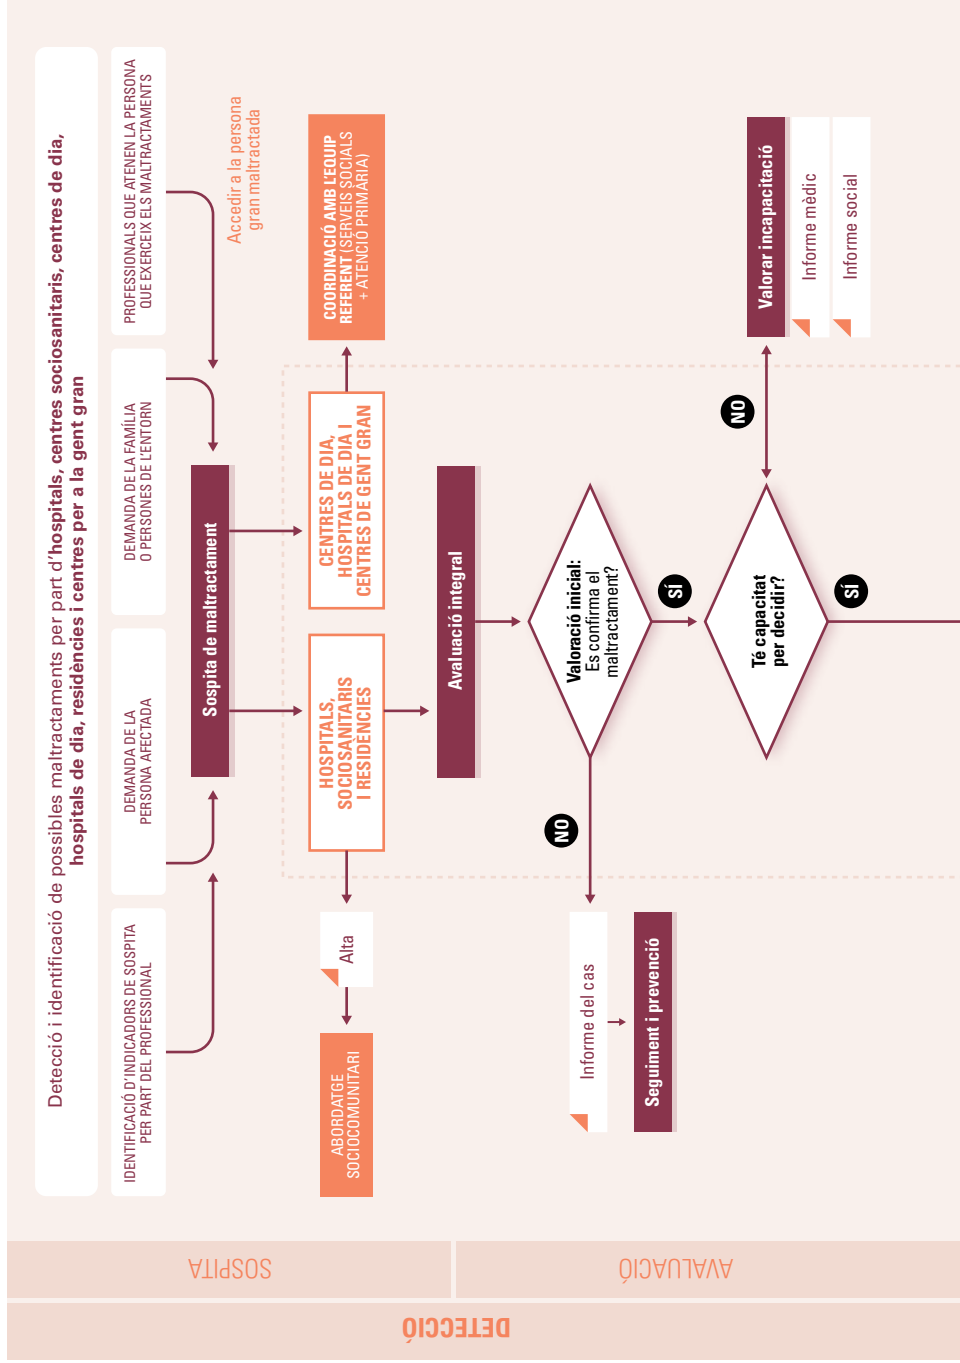 Detecció i identificació de possibles maltractaments per part d'hospitals, centres sociosanitaris, centres de dia,
hospitals de dia, residències i centres per a la gent gran
IDENTIFICACIÓ D'INDICADORS DE SOSPITA
PER PART DEL PROFESSIONAL
DEMANDA DE LA
PERSONA AFECTADA
DEMANDA DE LA FAMÍLIA
O PERSONES DE L'ENTORN
PROFESSIONALS QUE ATENEN LA PERSONA
QUE EXERCEIX ELS MALTRACTAMENTS
Sospita de maltractament
Accedir a la persona
gran maltractada
ABORDATGE
SOCIOCOMUNITARI
Alta
HOSPITALS,
SOCIOSANITARIS
I RESIDÈNCIES
CENTRES DE DIA,
HOSPITALS DE DIA I
CENTRES DE GENT GRAN
COORDINACIÓ AMB L'EQUIP
REFERENT (SERVEIS SOCIALS
+ ATENCIÓ PRIMÀRIA)
Avaluació integral
Valoració inicial:
Es confirma el
maltractament?
NO
SÍ
Informe del cas
Seguiment i prevenció
Té capacitat
per decidir?
NO
SÍ
Valorar incapacitació
Informe mèdic
Informe social
SOSPITA
AVALUACIÓ
DETECCIÓ